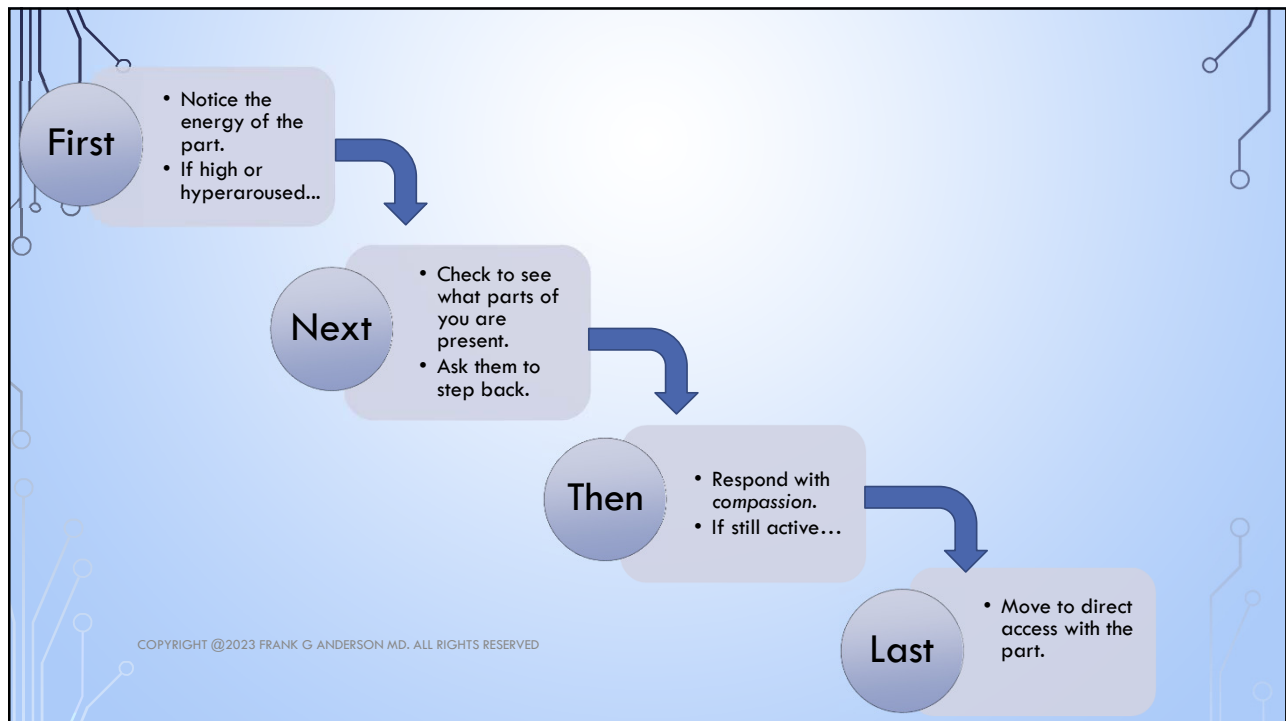 First
• Notice the
energy of the
part.
• If high or
hyperaroused...
Next
• Check to see
what parts of
you are
present.
• Ask them to
step back.
Then
• Respond with
compassion.
• If still active…
Last
• Move to direct
access with the
part.
COPYRIGHT @2023 FRANK G ANDERSON MD. ALL RIGHTS RESERVED